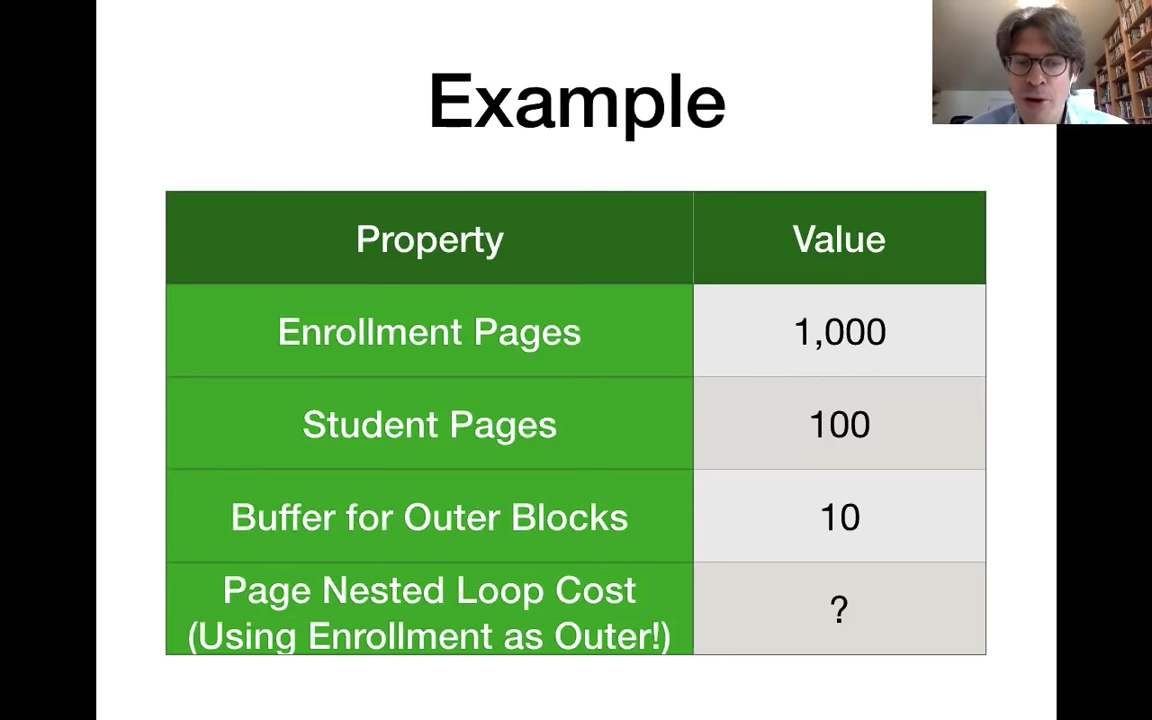 Example
Property Value
Enrollment Pages 1,000
Student Pages 100
Buffer for Outer Blocks 10
Page Nested Loop Cost
(Using Enrollment as Outer!) ?